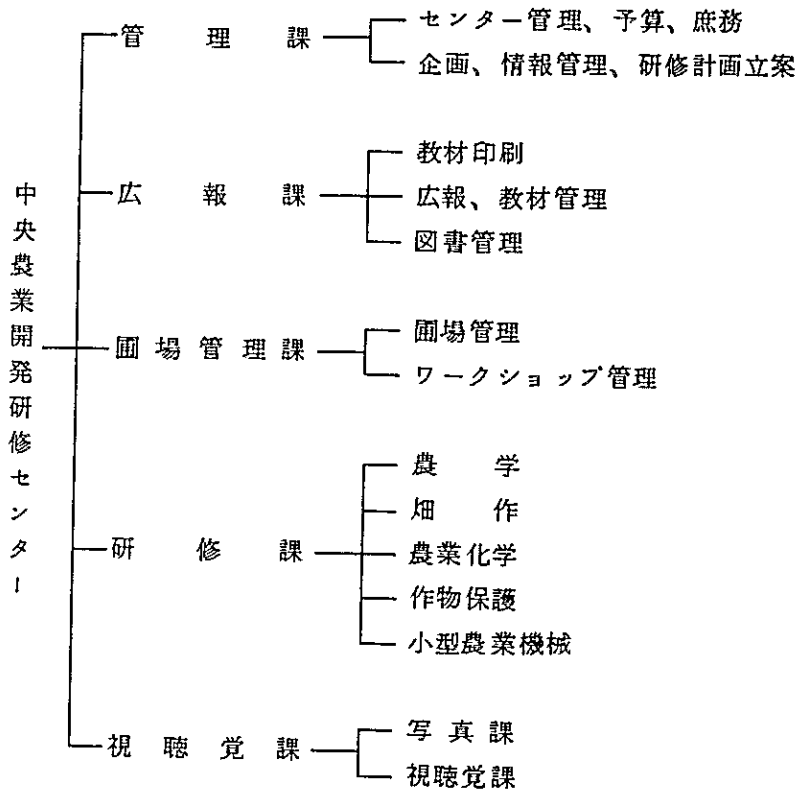 中央農業開発研修センター
管理課
センター管理、予算、庶務
企画、情報管理、研修計画立案
広報課
教材印刷
広報、教材管理
図書管理
圃場管理課
圃場管理
ワークショップ管理
研修課
農学
畑作
農業化学
作物保護
小型農業機械
視聴覚課
写真課
視聴覚課